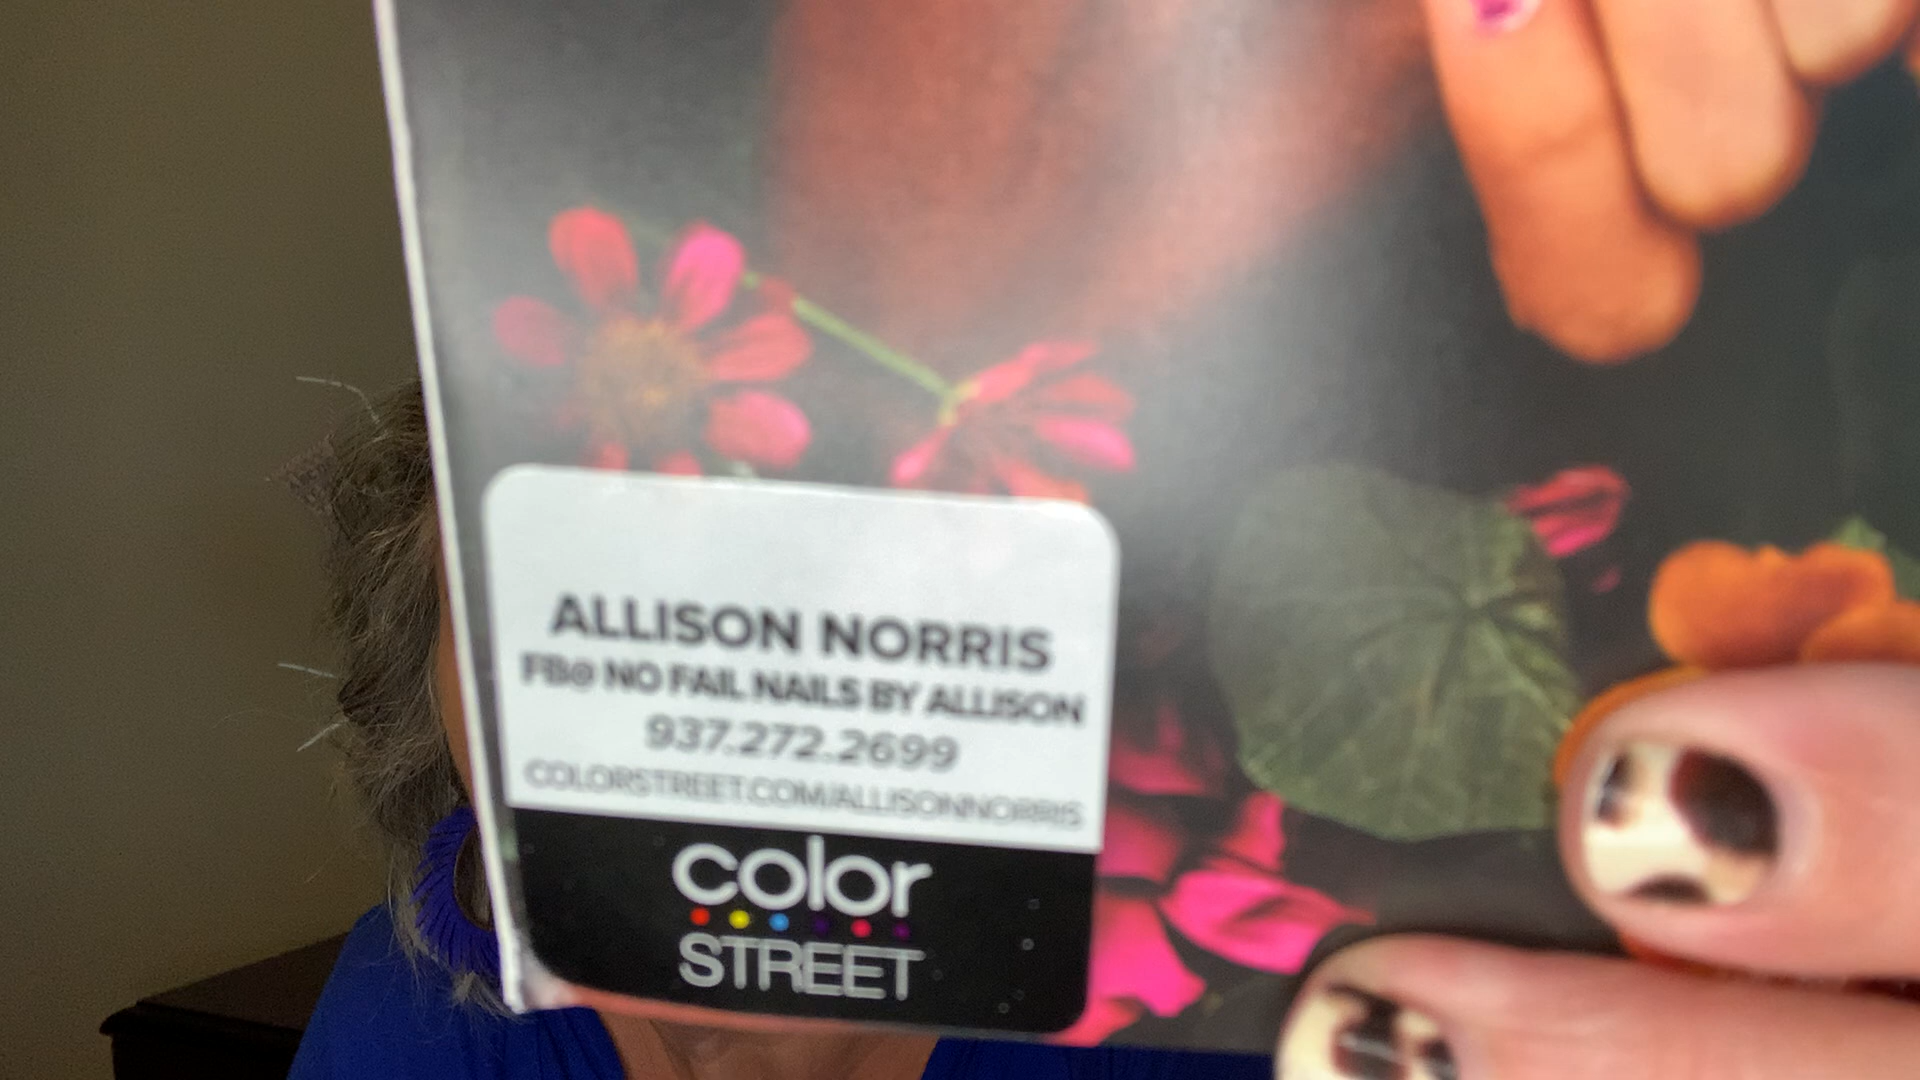 ALLISON NORRIS
FB@ NO FAIL NAILS BY ALLISON
937.272.2699
COLORSTREET.COM/ALLISONNORRIS
color
STREET